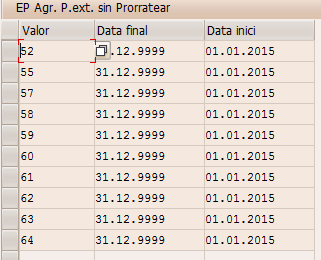 EP Agr. P.ext. sin Prorratear
Valor Data final Data inici
52 .12.9999 01.01.2015
55 31.12.9999 01.01.2015
57 31.12.9999 01.01.2015
58 31.12.9999 01.01.2015
59 31.12.9999 01.01.2015
60 31.12.9999 01.01.2015
61 31.12.9999 01.01.2015
62 31.12.9999 01.01.2015
63 31.12.9999 01.01.2015
64 31.12.9999 01.01.2015